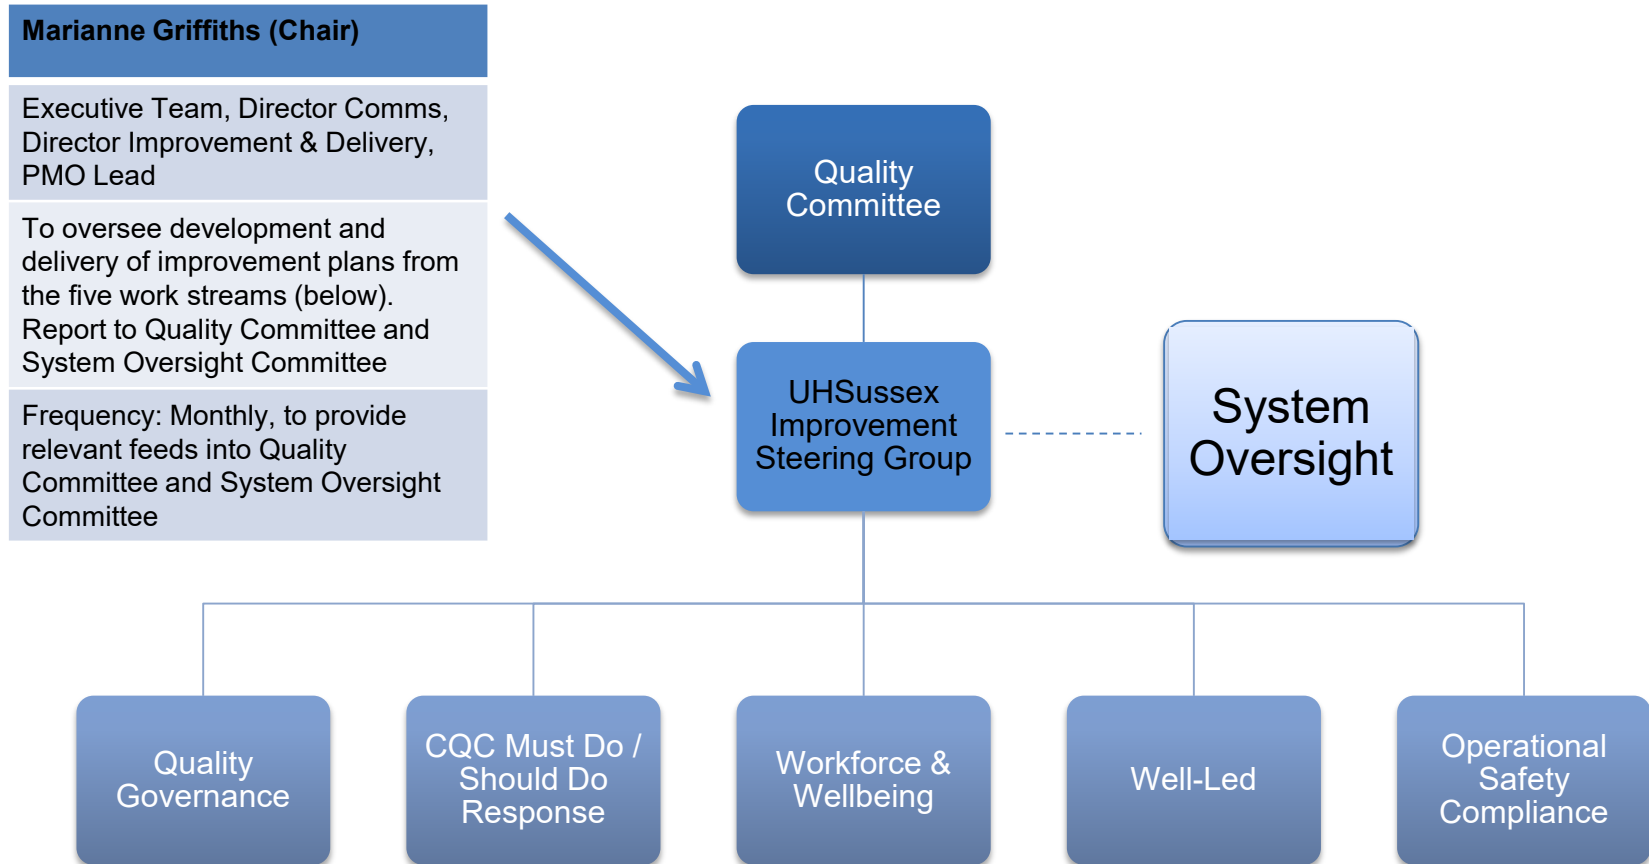 Marianne Griffiths (Chair)
Executive Team, Director Comms,
Director Improvement & Delivery,
PMO Lead
To oversee development and
delivery of improvement plans from
the five work streams (below).
Report to Quality Committee and
System Oversight Committee
Frequency: Monthly, to provide
relevant feeds into Quality
Committee and System Oversight
Committee
Quality
Committee
UHSussex
Improvement
Steering Group
System
Oversight
Quality
Governance
CQC Must Do /
Should Do
Response
Workforce &
Wellbeing
Well-Led
Operational
Safety
Compliance